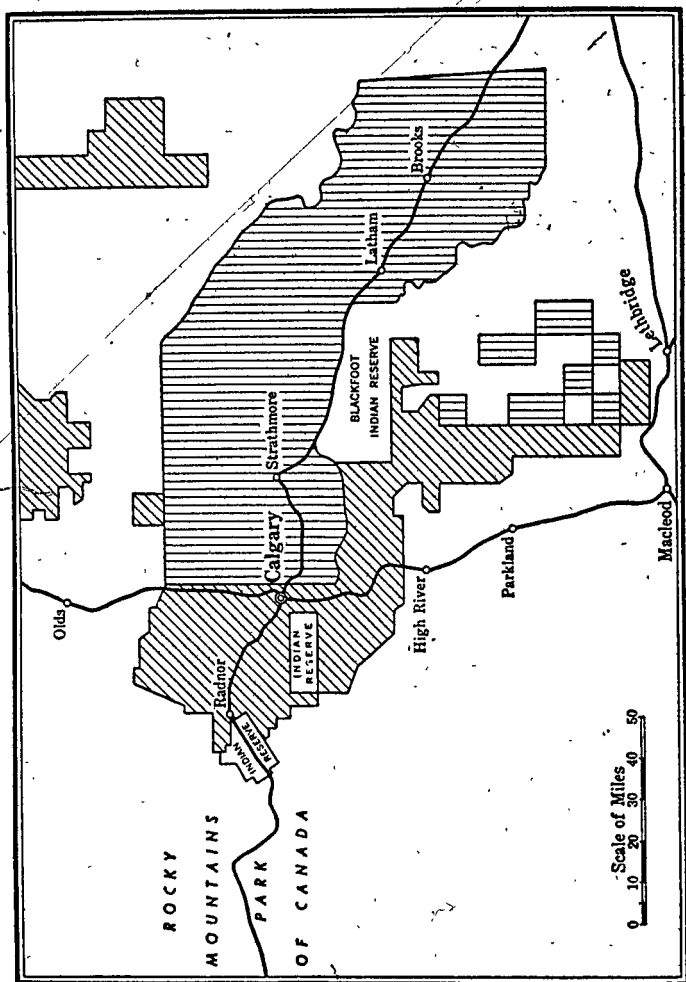 Olds
ROCKY
MOUNTAINS
PARK
OF CANADA
Radnor
INDIAN
RESERVE
INDIAN
RESERVE
Calgary
Strathmore
BLACKFOOT
INDIAN RESERVE
Latham
Brooks
High River
Parkland
Macleod
Lethbridge
Scale of Miles
0 10 20 30 40 50